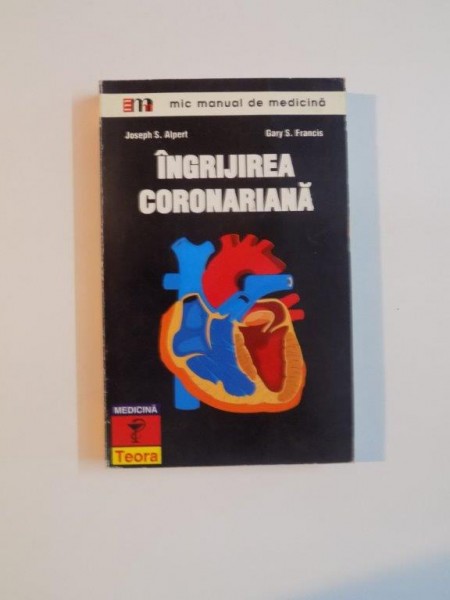 mic manual de medicină
Joseph S. Alpert
Gary S. Francis
ÎNGRIJIREA
CORONARIANĂ
MEDICINĂ
Teora